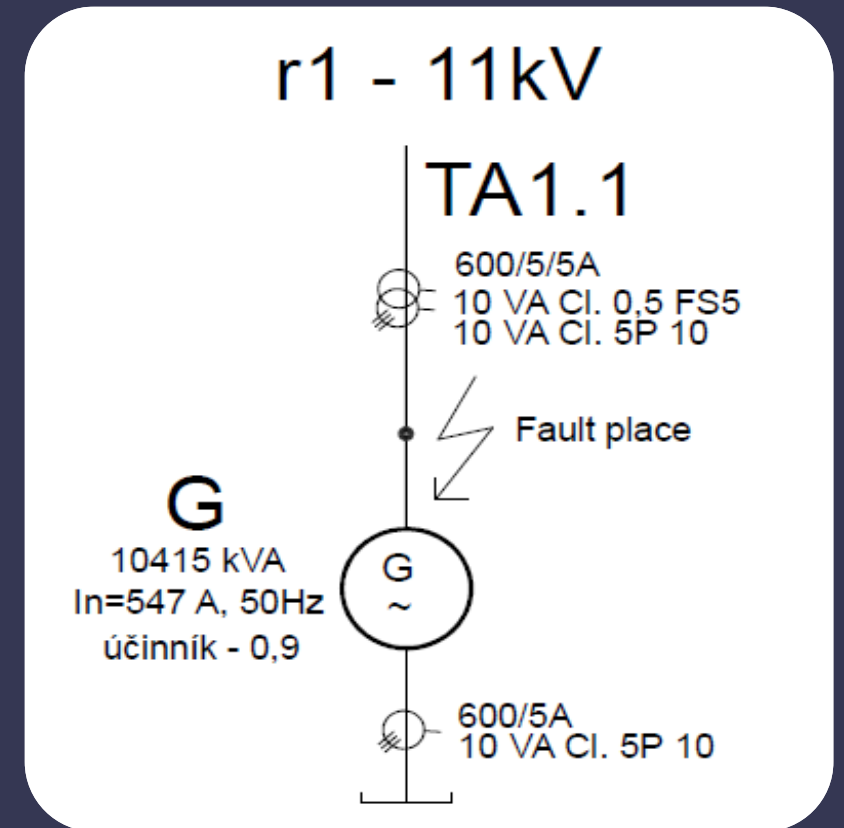 r1 - 11kV
TA1.1
600/5/5A
10 VA Cl. 0,5 FS5
10 VA Cl. 5P 10
Fault place
G
10415 kVA
In=547 A, 50Hz
účinník - 0,9
G
~
600/5A
10 VA Cl. 5P 10